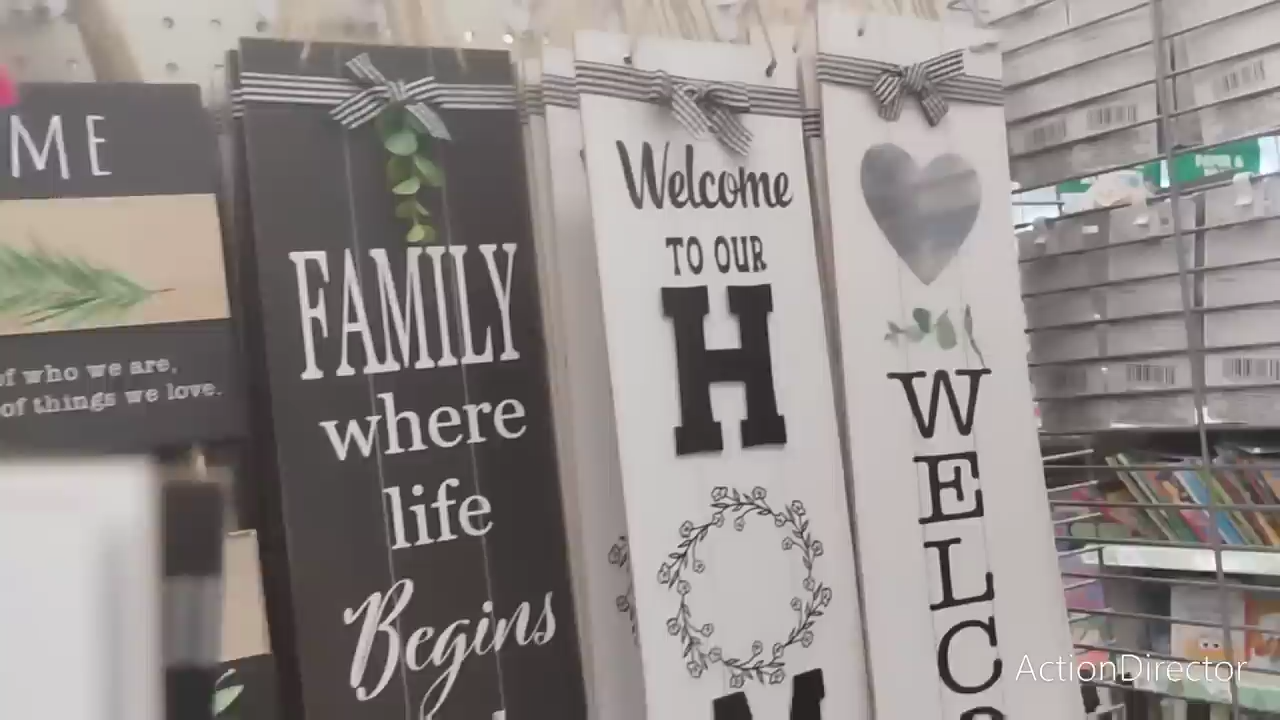 ME
of who we are,
of things we love.
FAMILY
where
life
Begins
Welcome
TO OUR
H
M
W
E
L
C
ActionDirector